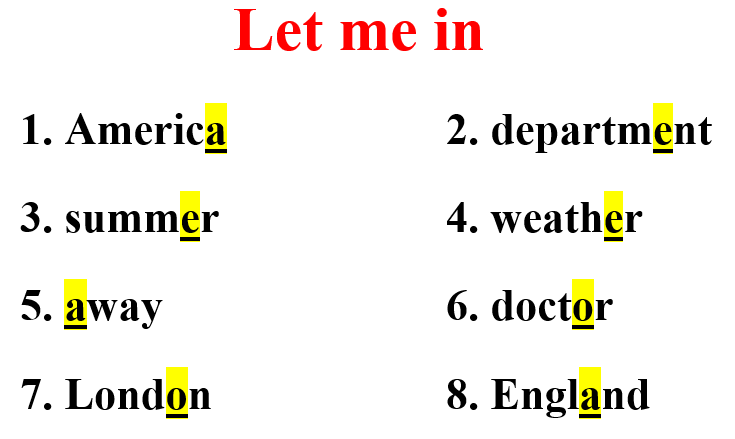 Let me in
1. America 2. department
3. summer 4. weather
5. away 6. doctor
7. London 8. England